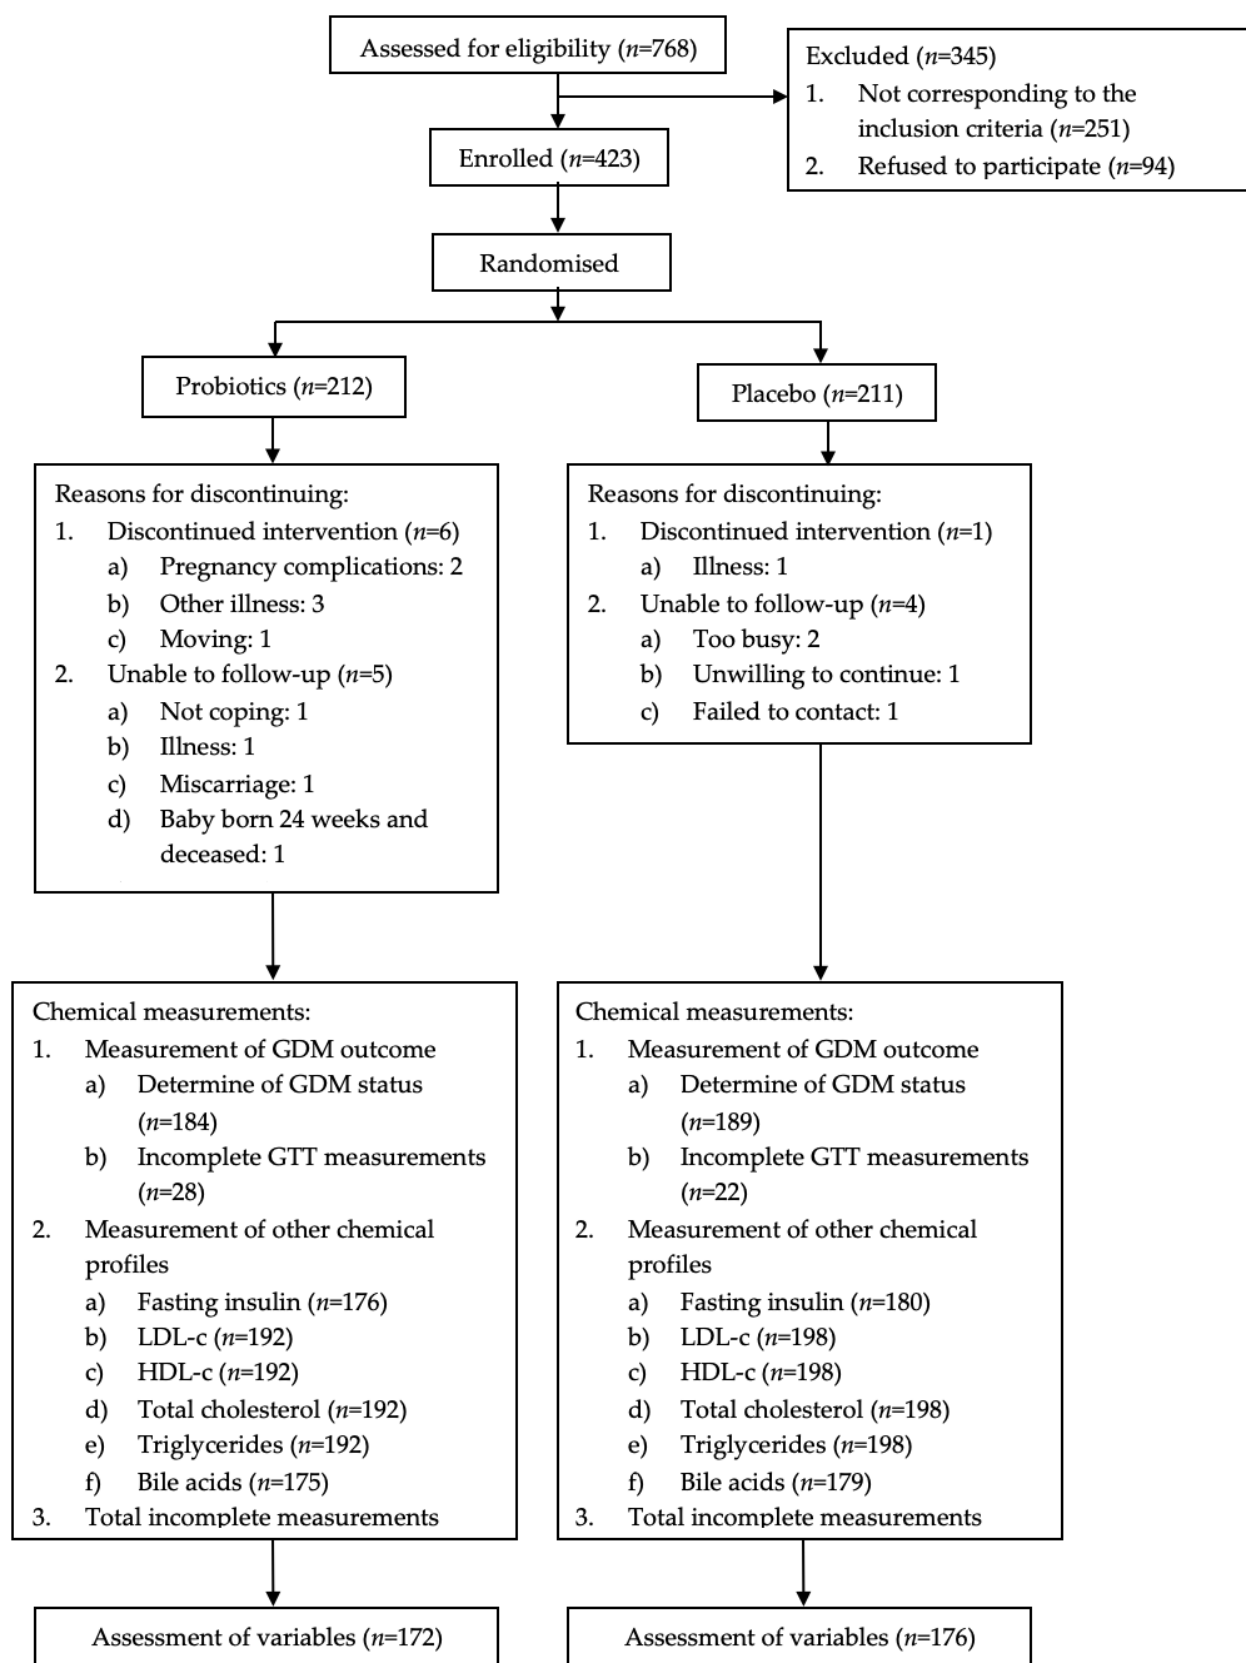 Assessed for eligibility (n=768)
Excluded (n=345)
1. Not corresponding to the
inclusion criteria (n=251)
2. Refused to participate (n=94)
Enrolled (n=423)
Randomised
Probiotics (n=212)
Placebo (n=211)
Reasons for discontinuing:
1. Discontinued intervention (n=6)
a) Pregnancy complications: 2
b) Other illness: 3
c) Moving: 1
2. Unable to follow-up (n=5)
a) Not coping: 1
b) Illness: 1
c) Miscarriage: 1
d) Baby born 24 weeks and
deceased: 1
Reasons for discontinuing:
1. Discontinued intervention (n=1)
a) Illness: 1
2. Unable to follow-up (n=4)
a) Too busy: 2
b) Unwilling to continue: 1
c) Failed to contact: 1
Chemical measurements:
1. Measurement of GDM outcome
a) Determine of GDM status
(n=184)
b) Incomplete GTT measurements
(n=28)
2. Measurement of other chemical
profiles
a) Fasting insulin (n=176)
b) LDL-c (n=192)
c) HDL-c (n=192)
d) Total cholesterol (n=192)
e) Triglycerides (n=192)
f) Bile acids (n=175)
3. Total incomplete measurements
Chemical measurements:
1. Measurement of GDM outcome
a) Determine of GDM status
(n=189)
b) Incomplete GTT measurements
(n=22)
2. Measurement of other chemical
profiles
a) Fasting insulin (n=180)
b) LDL-c (n=198)
c) HDL-c (n=198)
d) Total cholesterol (n=198)
e) Triglycerides (n=198)
f) Bile acids (n=179)
3. Total incomplete measurements
Assessment of variables (n=172)
Assessment of variables (n=176)